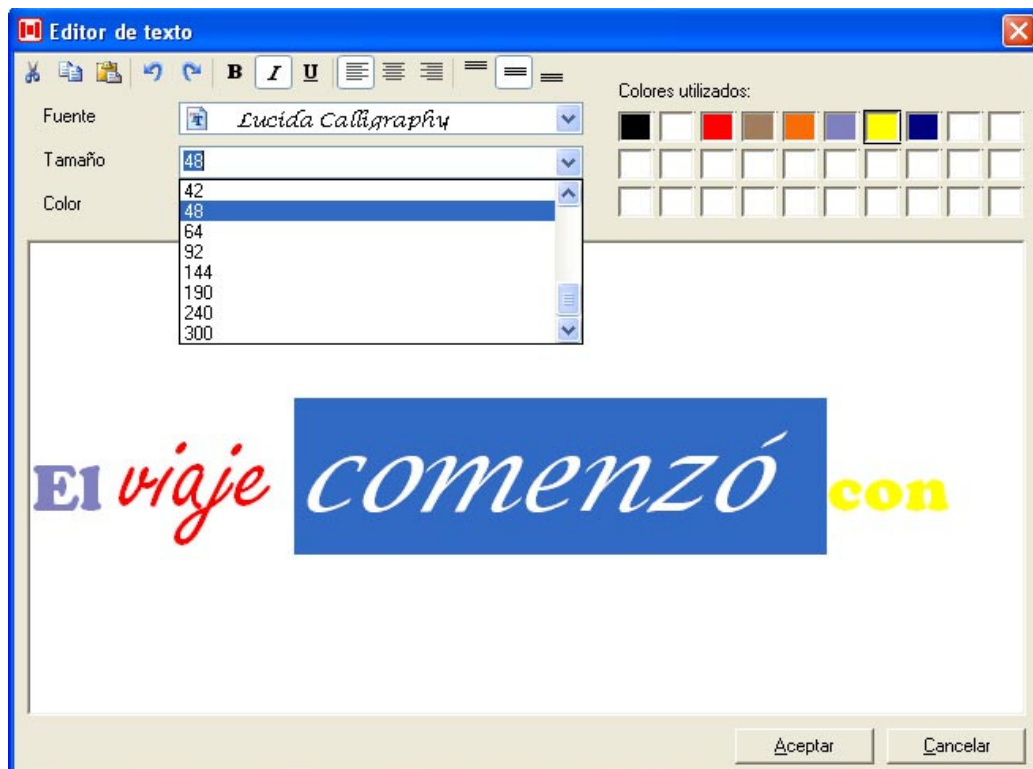 Editor de texto
B I U
Colores utilizados:
Fuente
Lucida Calligraphy
Tamaño
48
Color
42
48
64
92
144
190
240
300
El viaje comenzó con
Aceptar Cancelar